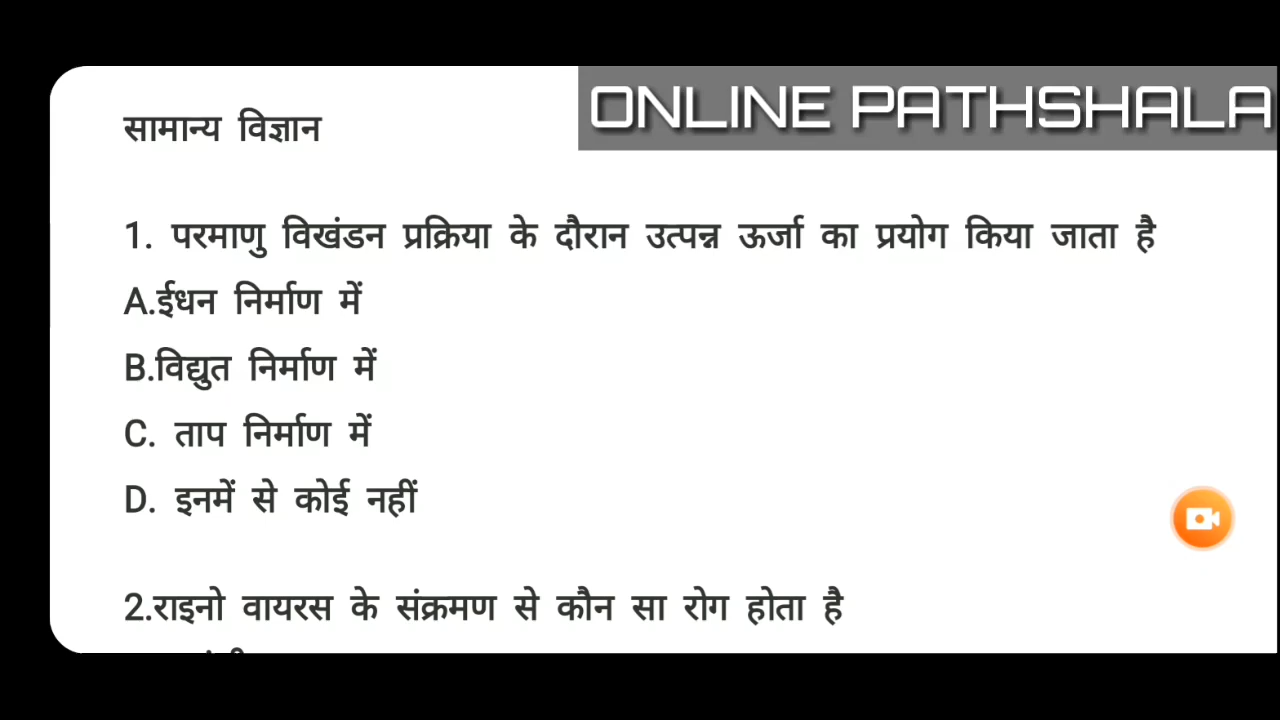 ONLINE PATHSHALA
सामान्य विज्ञान
1. परमाणु विखंडन प्रक्रिया के दौरान उत्पन्न ऊर्जा का प्रयोग किया जाता है
A.ईधन निर्माण में
B.विद्युत निर्माण में
C. ताप निर्माण में
D. इनमें से कोई नहीं
2.राइनो वायरस के संक्रमण से कौन सा रोग होता है